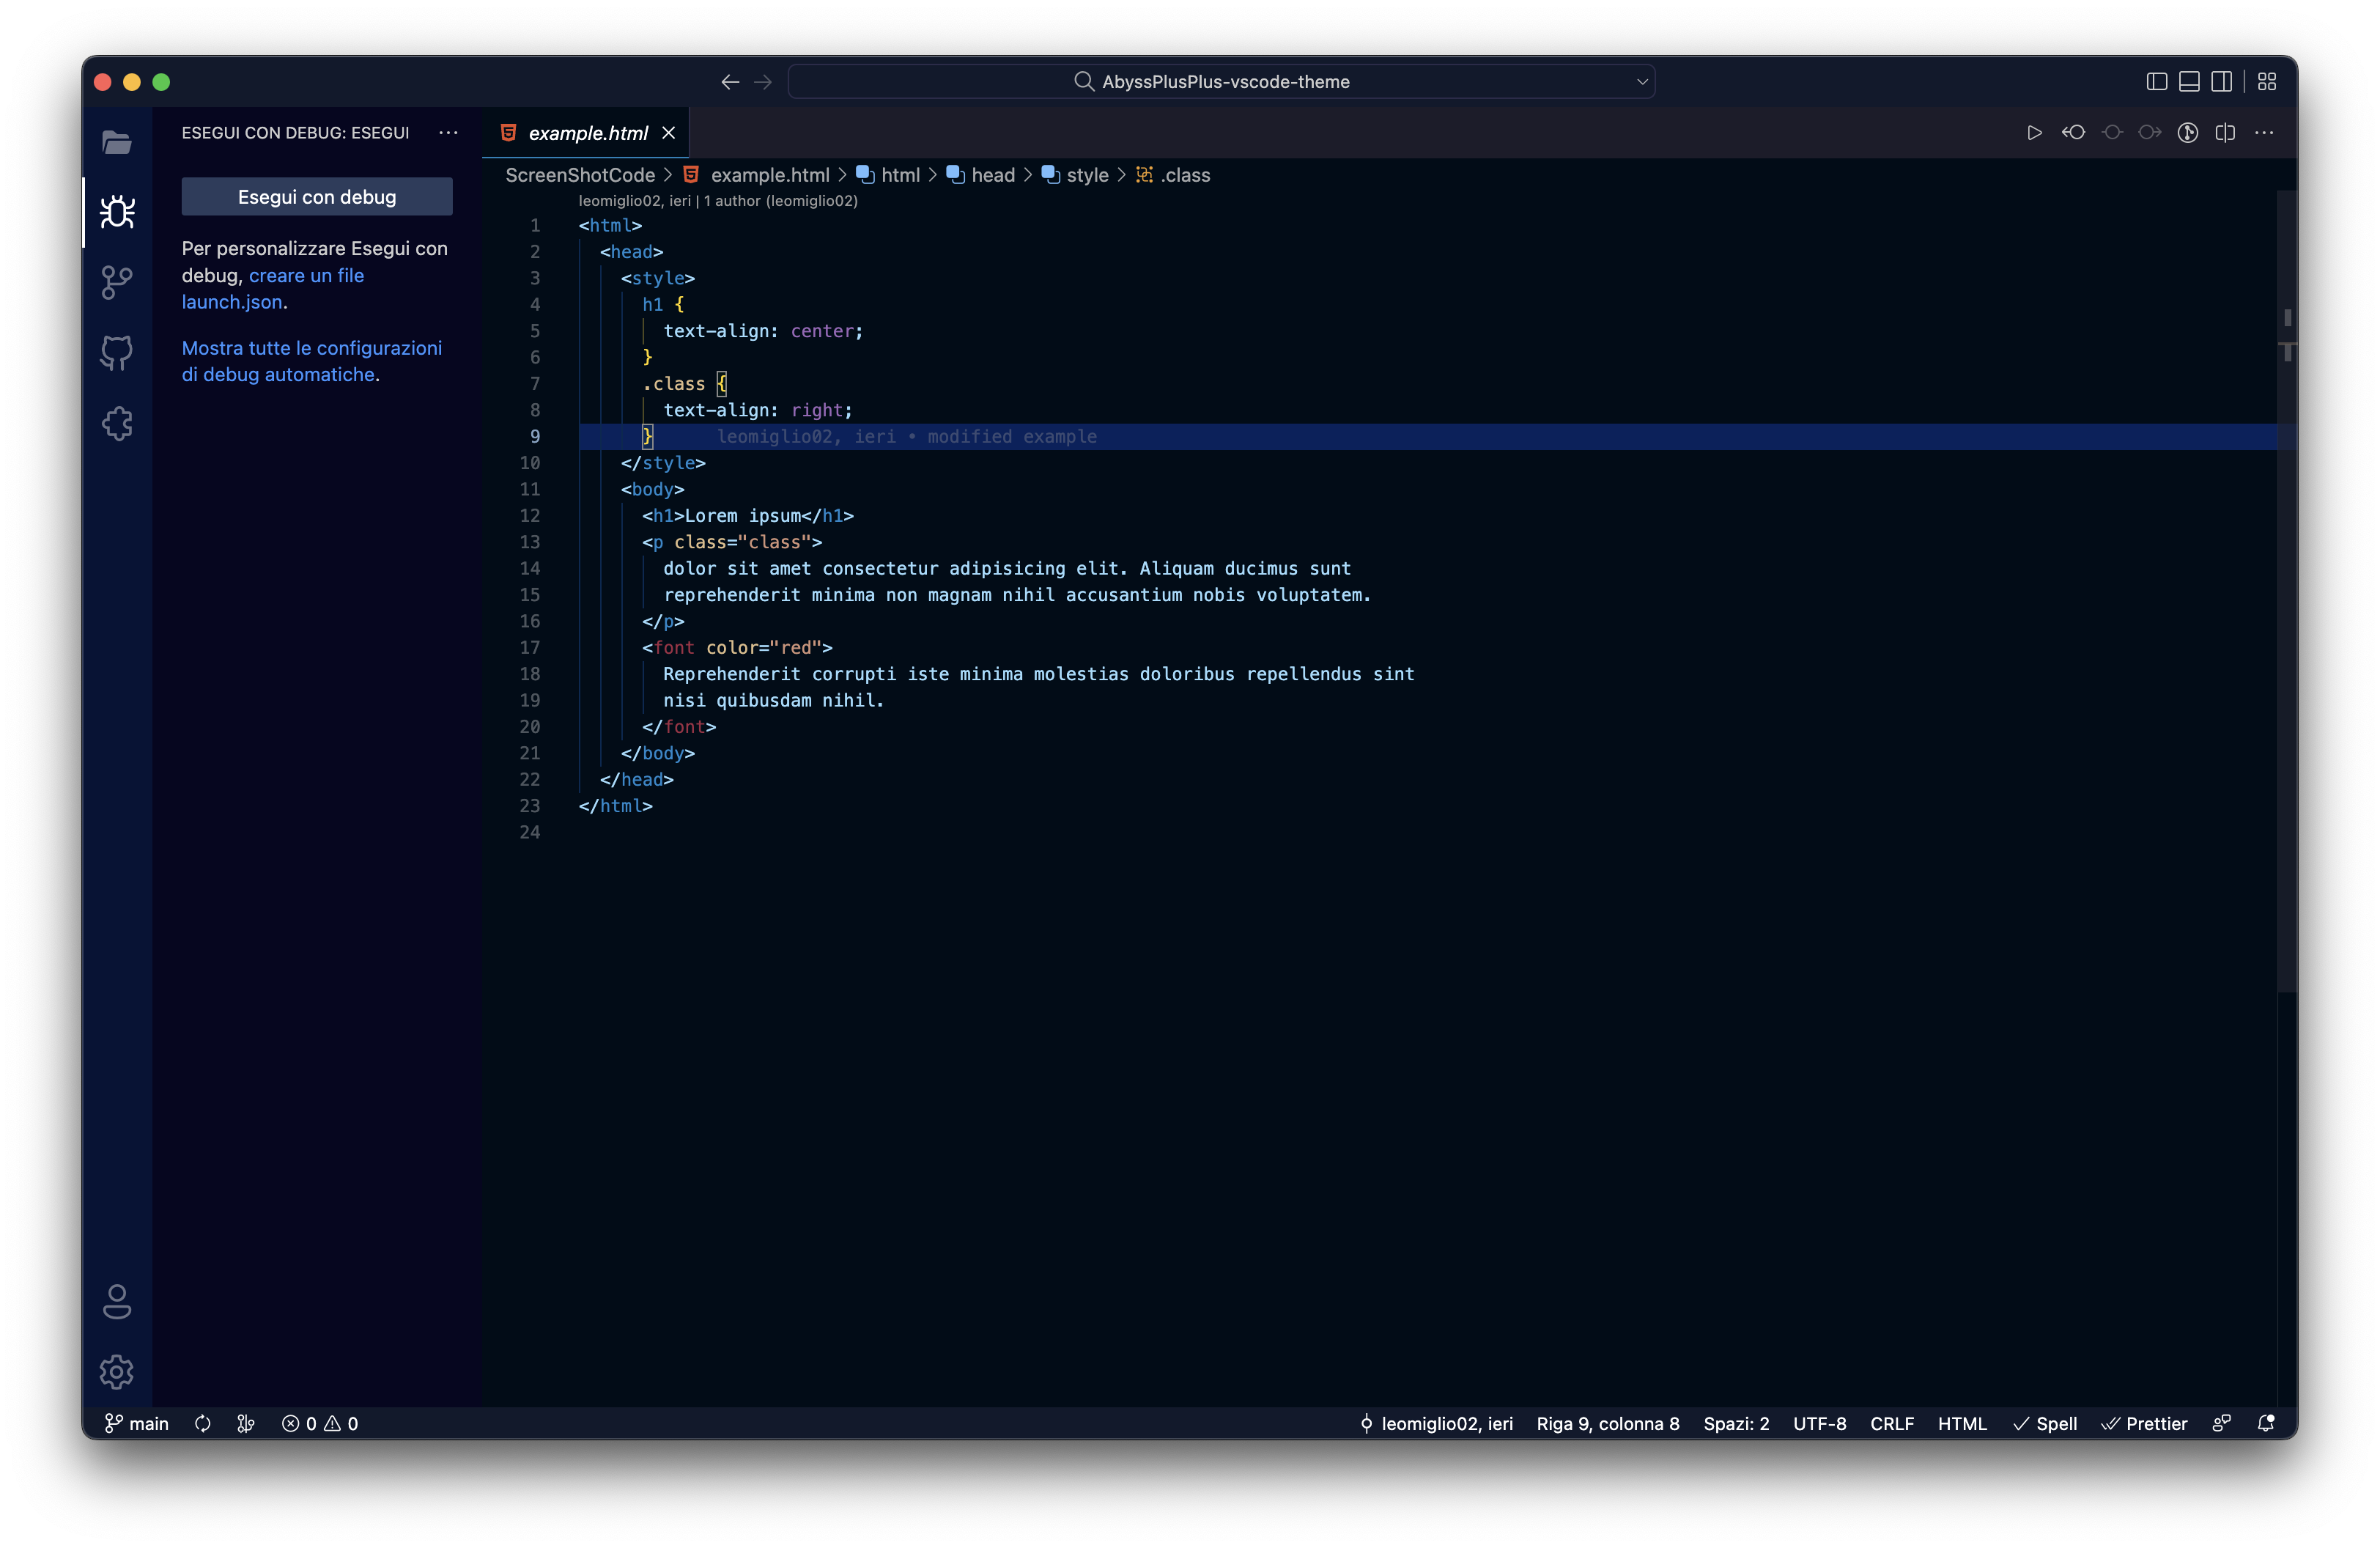 AbyssPlusPlus-vscode-theme
ESEGUI CON DEBUG: ESEGUI
Esegui con debug
Per personalizzare Esegui con
debug, creare un file
launch.json.
Mostra tutte le configurazioni
di debug automatiche.
example.html
ScreenShotCode > example.html > html > head > style > .class
leomiglio02, ieri | 1 author (leomiglio02)
1 <html>
2 <head>
3 <style>
4 h1 {
5 text-align: center;
6 }
7 .class {
8 text-align: right;
9 } leomiglio02, ieri • modified example
10 </style>
11 <body>
12 <h1>Lorem ipsum</h1>
13 <p class="class">
14 dolor sit amet consectetur adipisicing elit. Aliquam ducimus sunt
15 reprehenderit minima non magnam nihil accusantium nobis voluptatem.
16 </p>
17 <font color="red">
18 Reprehenderit corrupti iste minima molestias doloribus repellendus sint
19 nisi quibusdam nihil.
20 </font>
21 </body>
22 </head>
23 </html>
24
main 0 0 leomiglio02, ieri Riga 9, colonna 8 Spazi: 2 UTF-8 CRLF HTML Spell Prettier